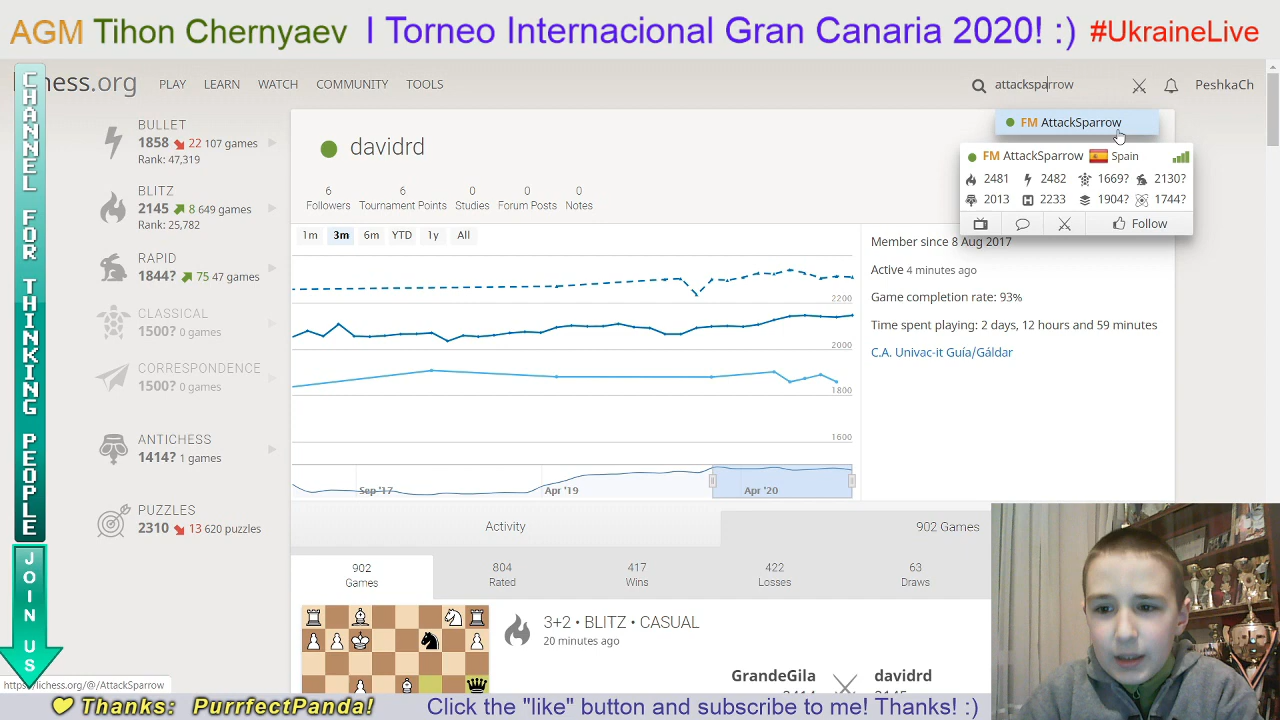 AGM Tihon Chernyaev I Torneo Internacional Gran Canaria 2020! :) #UkraineLive
hess.org PLAY LEARN WATCH COMMUNITY TOOLS attacksparrow PeshkaCh
FM AttackSparrow
FM AttackSparrow Spain
2481 2482 1669? 2130?
2013 2233 1904? 1744?
Follow
CHANNEL FOR THINKING PEOPLE
JOIN US
BULLET
1858 22 107 games
Rank: 47,319
BLITZ
2145 8 649 games
Rank: 25,782
RAPID
1844? 75 47 games
CLASSICAL
1500? 0 games
CORRESPONDENCE
1500? 0 games
ANTICHESS
1414? 1 games
PUZZLES
2310 13 620 puzzles
davidrd
6 6 0 0 0
Followers Tournament Points Studies Forum Posts Notes
1m 3m 6m YTD 1y All
2200
2000
1800
1600
Sep '17 Apr '19 Apr '20
Member since 8 Aug 2017
Active 4 minutes ago
Game completion rate: 93%
Time spent playing: 2 days, 12 hours and 59 minutes
C.A. Univac-it Guía/Gáldar
Activity 902 Games
902 804 417 422 63
Games Rated Wins Losses Draws
3+2 • BLITZ • CASUAL
20 minutes ago
GrandeGila davidrd
https://lichess.org/@/AttackSparrow
Thanks: PurrfectPanda! Click the "like" button and subscribe to me! Thanks! :)